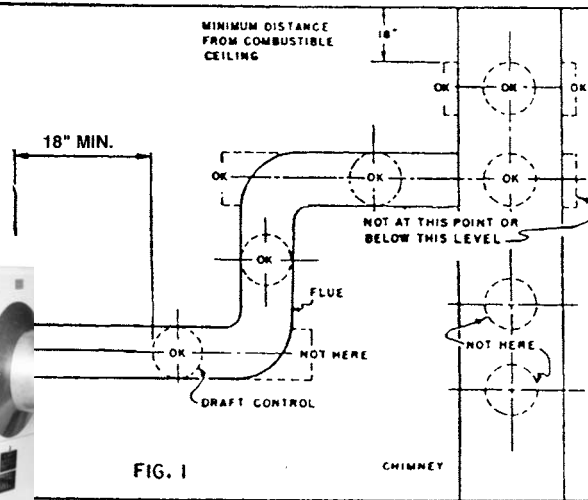 MINIMUM DISTANCE
FROM COMBUSTIBLE
CEILING
18"
OK
OK
OK
18" MIN.
OK
OK
OK
NOT AT THIS POINT OR
BELOW THIS LEVEL
OK
FLUE
OK
NOT HERE
NOT HERE
DRAFT CONTROL
FIG. 1
CHIMNEY